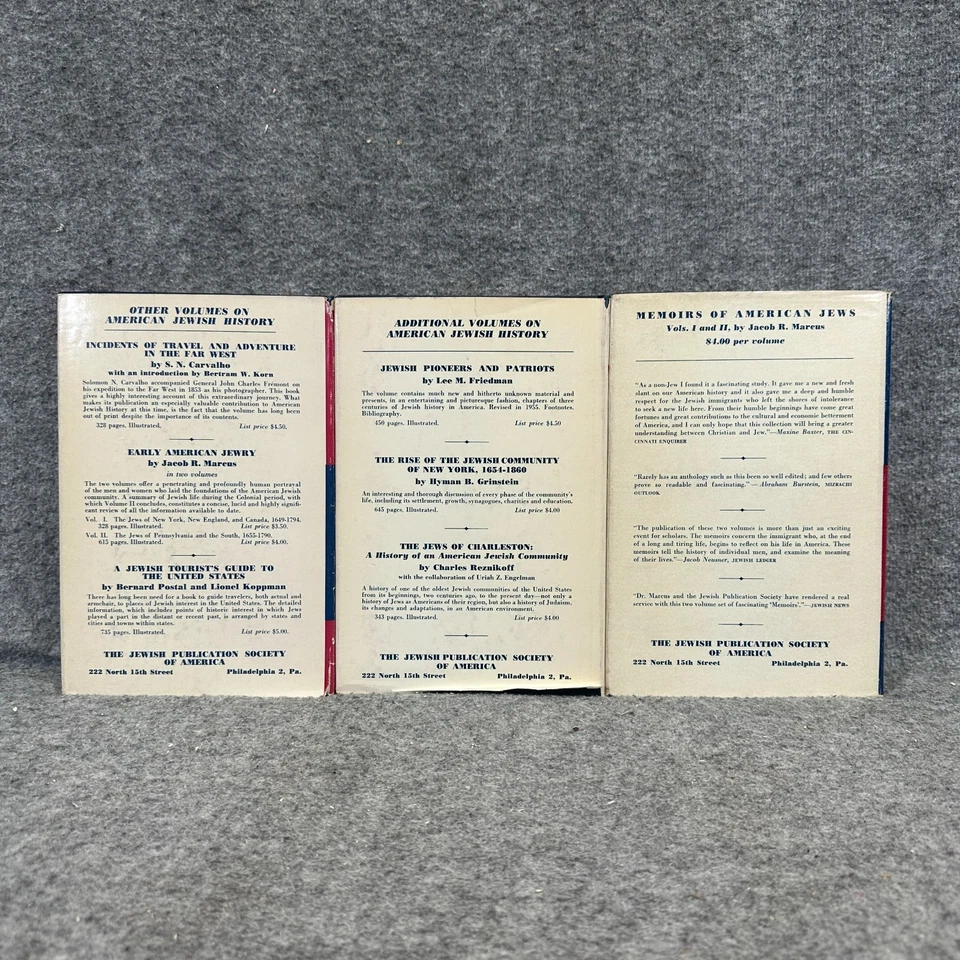 OTHER VOLUMES ON
AMERICAN JEWISH HISTORY
INCIDENTS OF TRAVEL AND ADVENTURE
IN THE FAR WEST
by S. N. Carvalho
with an introduction by Bertram W. Korn
Solomon N. Carvalho accompanied General John Charles Frémont on
his expedition to the Far West in 1853 as his photographer. This book
gives a highly interesting account of this extraordinary journey. What
makes its publication an especially valuable contribution to American
Jewish History at this time, is the fact that the volume has long been
out of print despite the importance of its contents.
328 pages. Illustrated. List price $4.50.
EARLY AMERICAN JEWRY
by Jacob R. Marcus
in two volumes
The two volumes offer a penetrating and profoundly human portrayal
of the men and women who laid the foundations of the American Jewish
community. A summary of Jewish life during the Colonial period, with
which Volume II concludes, constitutes a concise, lucid and highly signifi-
cant review of all the information available to date.
Vol. I. The Jews of New York, New England, and Canada, 1649-1794.
328 pages. Illustrated. List price $3.50.
Vol. II. The Jews of Pennsylvania and the South, 1655-1790.
615 pages. Illustrated. List price $4.00.
A JEWISH TOURIST'S GUIDE TO
THE UNITED STATES
by Bernard Postal and Lionel Koppman
There has long been need for a book to guide travelers, both actual and
armchair, to places of Jewish interest in the United States. The detailed
information, which includes points of historic interest in which Jews
played a part in the distant or recent past, is arranged by states and
cities and towns within states.
735 pages. Illustrated. List price $5.00.
THE JEWISH PUBLICATION SOCIETY
OF AMERICA
222 North 15th Street Philadelphia 2, Pa.
ADDITIONAL VOLUMES ON
AMERICAN JEWISH HISTORY
JEWISH PIONEERS AND PATRIOTS
by Lee M. Friedman
The volume contains much new and hitherto unknown material and
presents, in an entertaining and picturesque fashion, chapters of three
centuries of Jewish history in America. Revised in 1955. Footnotes.
Bibliography.
450 pages. Illustrated. List price $4.50
THE RISE OF THE JEWISH COMMUNITY
OF NEW YORK, 1654-1860
by Hyman B. Grinstein
An interesting and thorough discussion of every phase of the community's
life, including its settlement, growth, synagogues, charities and education.
645 pages. Illustrated. List price $4.00
THE JEWS OF CHARLESTON:
A History of an American Jewish Community
by Charles Reznikoff
with the collaboration of Uriah Z. Engelman
A history of one of the oldest Jewish communities of the United States
from its beginnings, two centuries ago, to the present day—not only a
history of Jews as Americans of their region, but also a history of Judaism,
its changes and adaptations, in an American environment.
343 pages. Illustrated. List price $4.00
THE JEWISH PUBLICATION SOCIETY
OF AMERICA
222 North 15th Street Philadelphia 2, Pa.
MEMOIRS OF AMERICAN JEWS
Vols. I and II, by Jacob R. Marcus
$4.00 per volume
"As a non-Jew I found it a fascinating study. It gave me a new and fresh
slant on our American history and it also gave me a deep and humble
respect for the Jewish immigrants who left the shores of intolerance
to seek a new life here. From their humble beginnings have come great
fortunes and great contributions to the cultural and economic betterment
of America, and I can only hope that this collection will bring a greater
understanding between Christian and Jew."—Maxine Baxter, THE CIN-
CINNATI ENQUIRER
"Rarely has an anthology such as this been so well edited; and few others
prove so readable and fascinating." — Abraham Burstein, MIZRACHI
OUTLOOK
"The publication of these two volumes is more than just an exciting
event for scholars. The memoirs concern the immigrant who, at the end
of a long and tiring life, begins to reflect on his life in America. These
memoirs tell the history of individual men, and examine the meaning
of their lives."—Jacob Neusner, JEWISH LEDGER
"Dr. Marcus and the Jewish Publication Society have rendered a real
service with this two volume set of fascinating 'Memoirs'."—JEWISH NEWS
THE JEWISH PUBLICATION SOCIETY
OF AMERICA
222 North 15th Street Philadelphia 2, Pa.